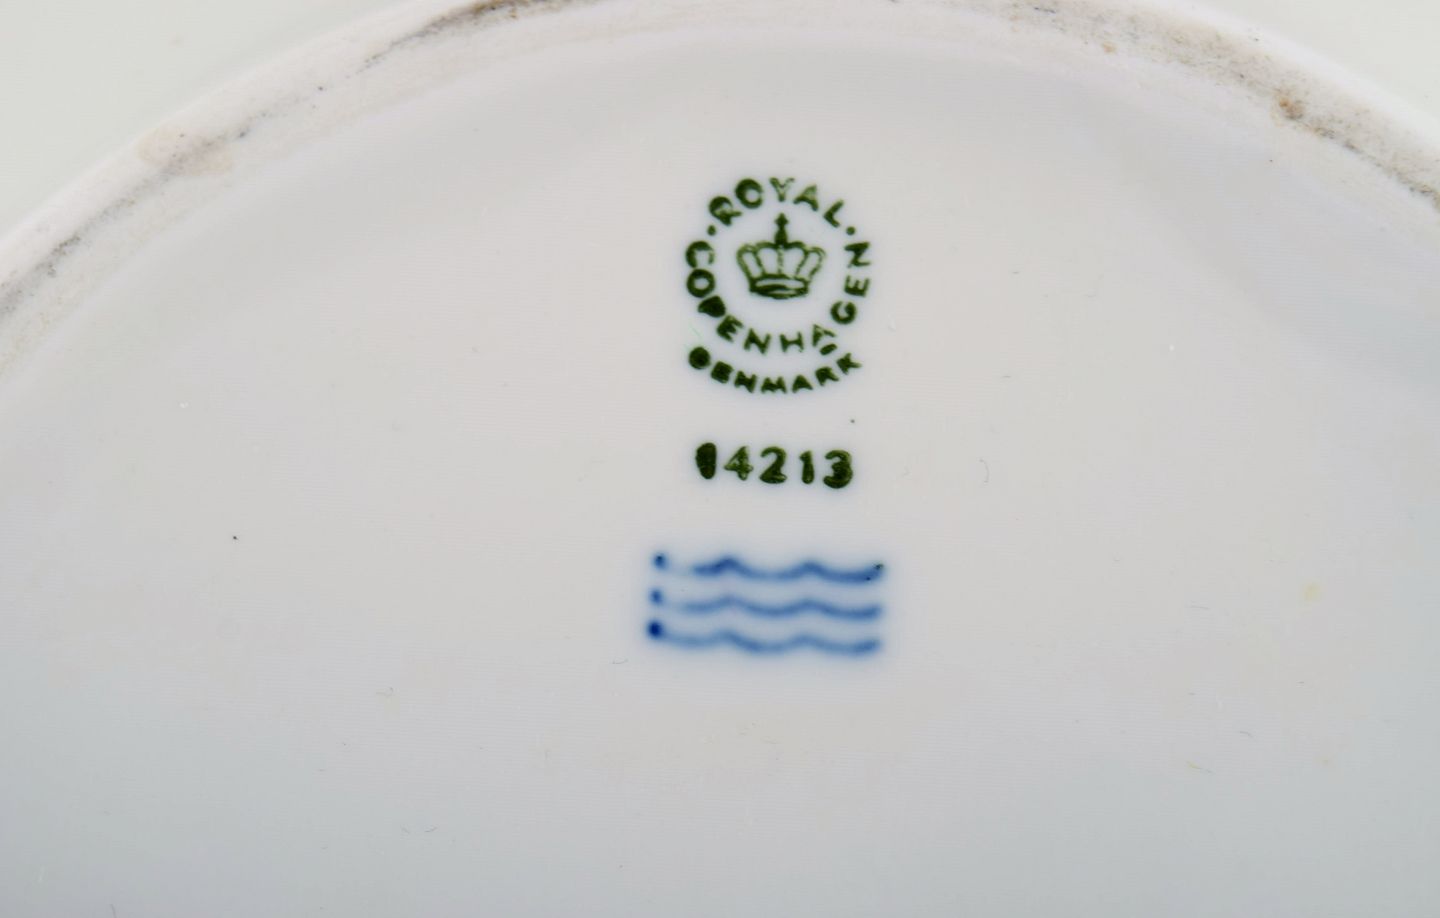 ROYAL
COPENHAGEN
DENMARK
14213